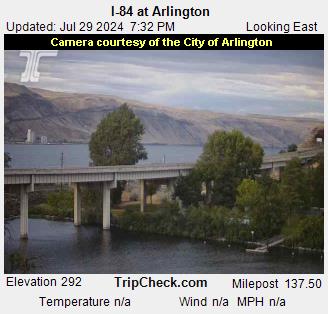 I-84 at Arlington
Updated: Jul 29 2024 7:32 PM Looking East
Camera courtesy of the City of Arlington
Elevation 292 TripCheck.com Milepost 137.50
Temperature n/a Wind n/a MPH n/a